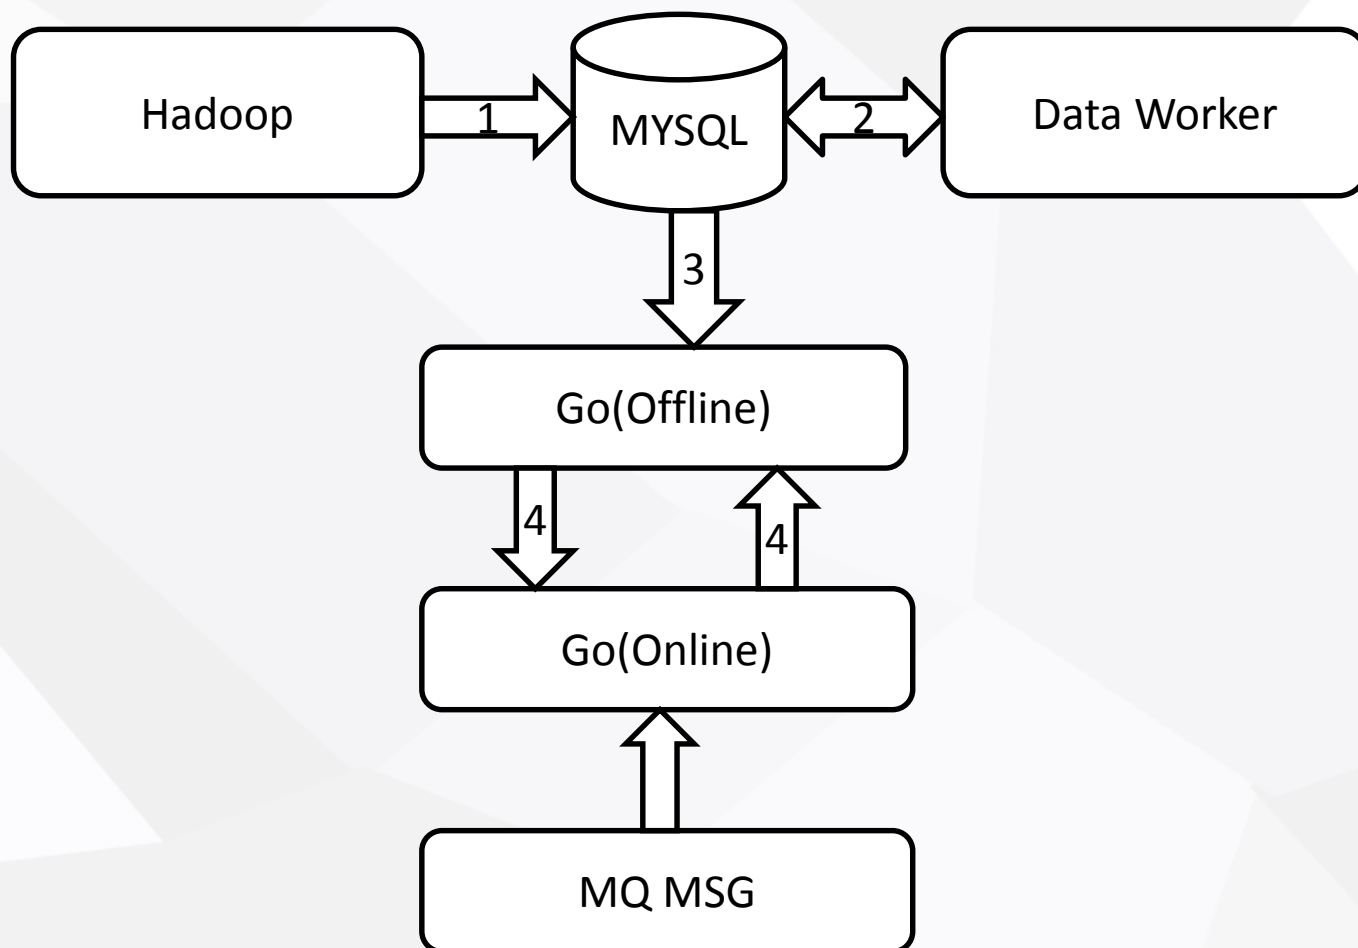 Hadoop
1
MYSQL
2
Data Worker
3
Go(Offline)
4
4
Go(Online)
MQ MSG